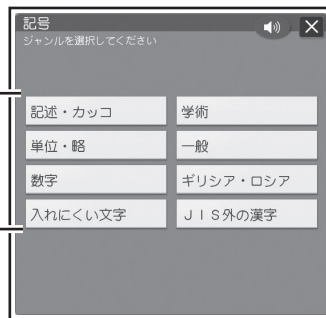 記号
ジャンルを選択してください
記述・カッコ
学術
単位・略
一般
数字
ギリシア・ロシア
入れにくい文字
ＪＩＳ外の漢字